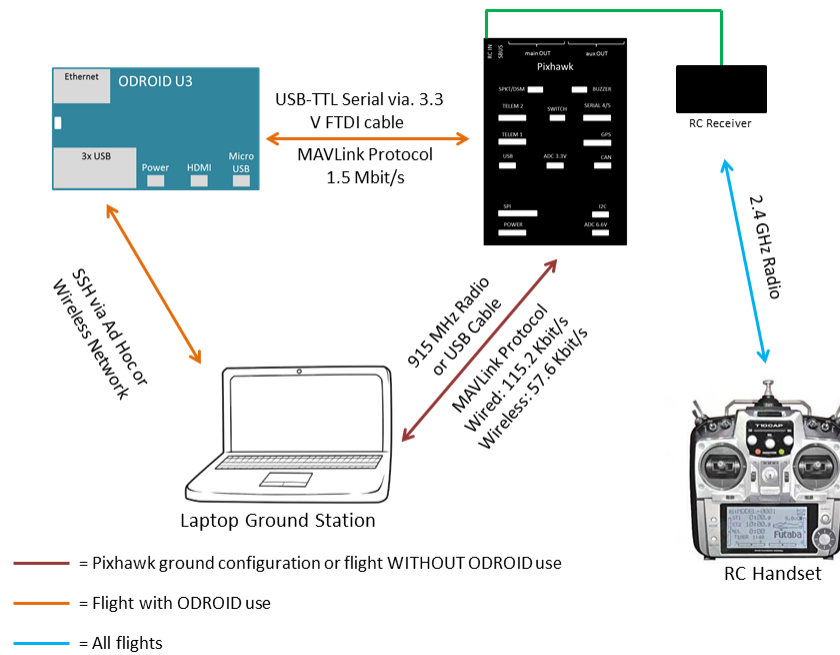 Ethernet
ODROID U3
3x USB
Power
HDMI
Micro
USB
USB-TTL Serial via. 3.3
V FTDI cable
MAVLink Protocol
1.5 Mbit/s
RC IN
SBUS
main OUT
aux OUT
Pixhawk
SPKT/DSM
BUZZER
TELEM 2
SWITCH
SERIAL 4/5
TELEM 1
GPS
USB
ADC 3.3V
CAN
SPI
I2C
POWER
ADC 6.6V
RC Receiver
2.4 GHz Radio
SSH via Ad Hoc or
Wireless Network
915 MHz Radio
or USB Cable
MAVLink Protocol
Wired: 115.2 Kbit/s
Wireless: 57.6 Kbit/s
Laptop Ground Station
T10CAP
Futaba
RC Handset
= Pixhawk ground configuration or flight WITHOUT ODROID use
= Flight with ODROID use
= All flights